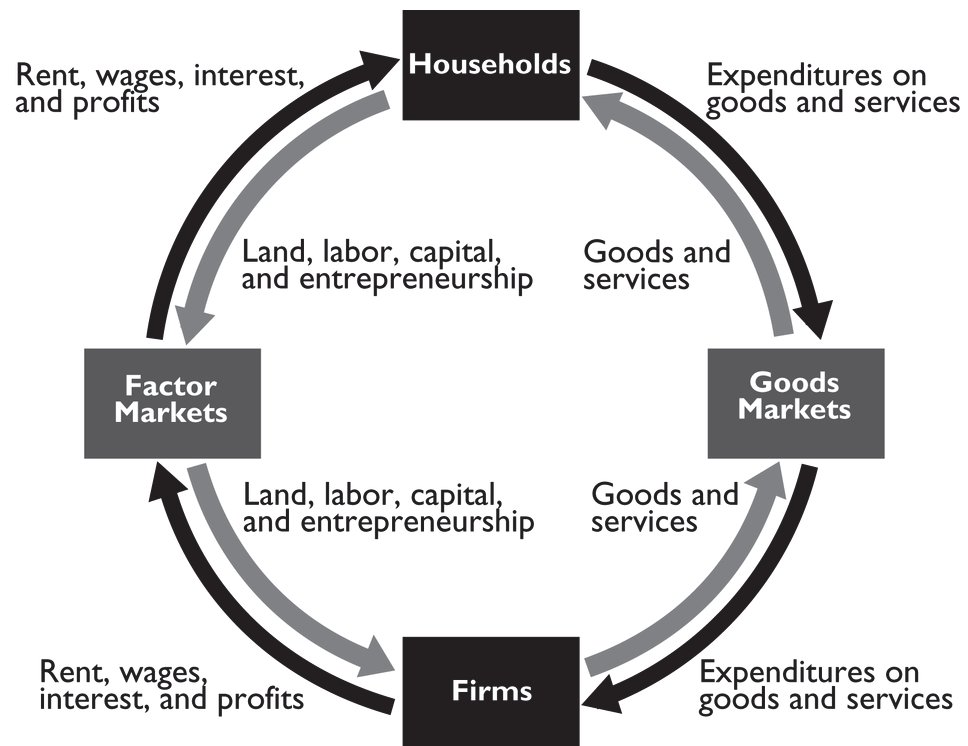 Households
Rent, wages, interest,
and profits
Expenditures on
goods and services
Land, labor, capital,
and entrepreneurship
Goods and
services
Factor
Markets
Goods
Markets
Land, labor, capital,
and entrepreneurship
Goods and
services
Rent, wages,
interest, and profits
Firms
Expenditures on
goods and services